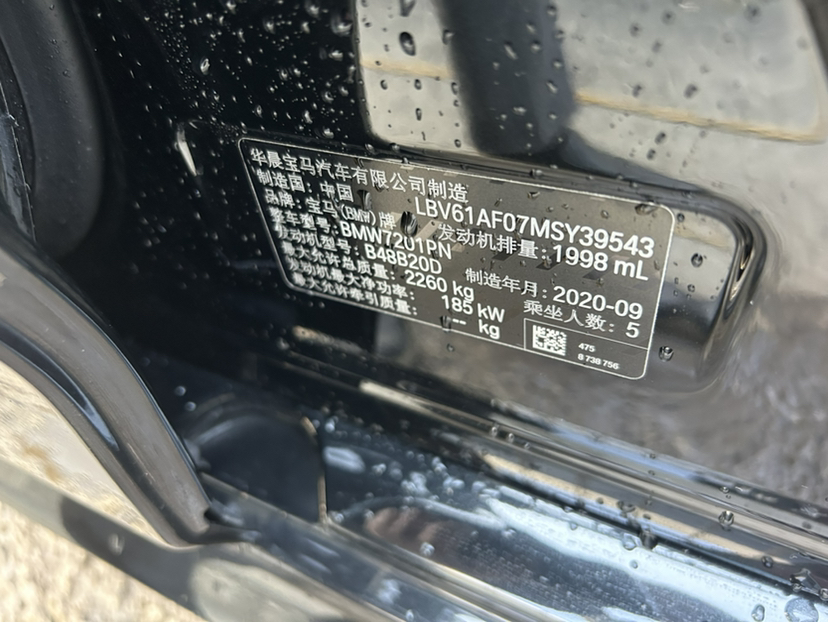 华晨宝马汽车有限公司制造
制造国：中国 LBV61AF07MSY39543
品牌：宝马(BMW)牌 发动机排量：1998 mL
整车型号：BMW7201PN
发动机型号：B48B20D 制造年月：2020-09
最大允许总质量：2260 kg 乘坐人数：5
发动机最大净功率：185 kW
最大允许牵引质量：-- kg
475
8 738 756